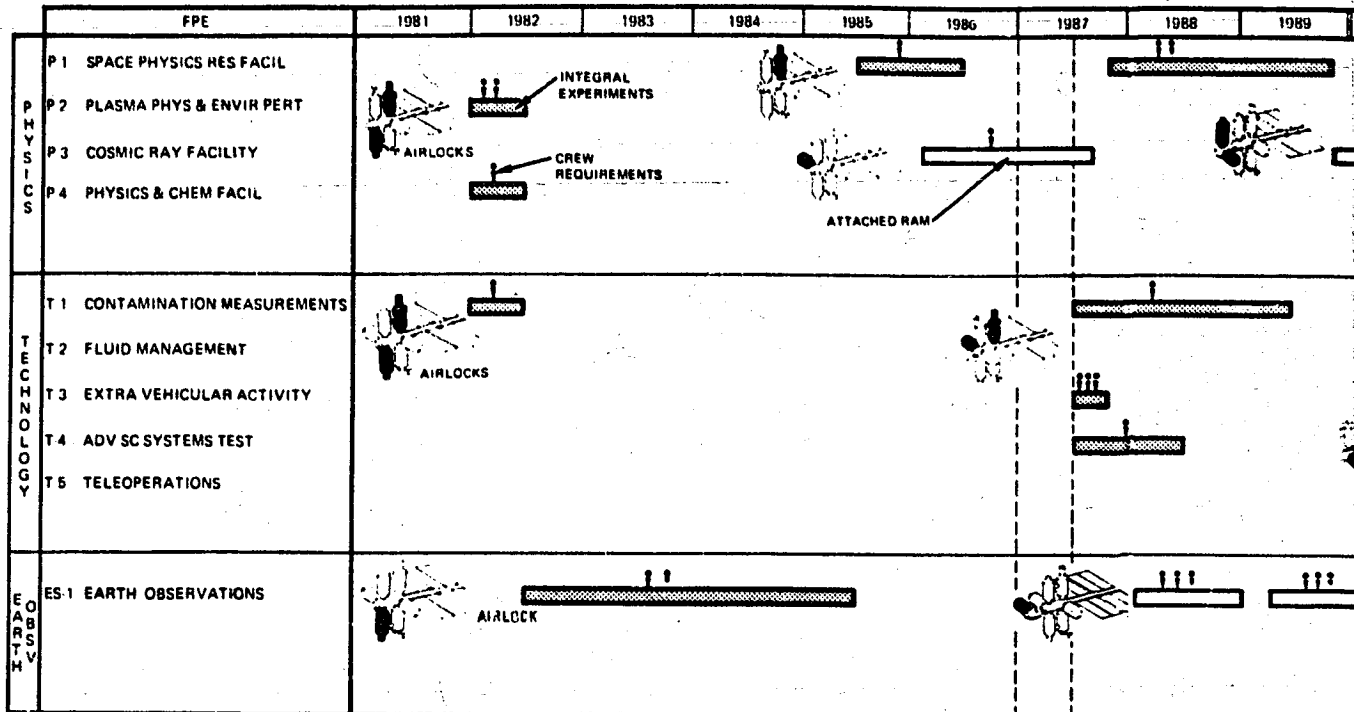 FPE 1981 1982 1983 1984 1985 1986 1987 1988 1989
PHYSICS
P 1 SPACE PHYSICS RES FACIL
INTEGRAL
EXPERIMENTS
P 2 PLASMA PHYS & ENVIR PERT
AIRLOCKS
P 3 COSMIC RAY FACILITY
CREW
REQUIREMENTS
P 4 PHYSICS & CHEM FACIL
ATTACHED RAM
TECHNOLOGY
T 1 CONTAMINATION MEASUREMENTS
T 2 FLUID MANAGEMENT
AIRLOCKS
T 3 EXTRA VEHICULAR ACTIVITY
T 4 ADV SC SYSTEMS TEST
T 5 TELEOPERATIONS
EARTH
OBSV
ES-1 EARTH OBSERVATIONS
AIRLOCK